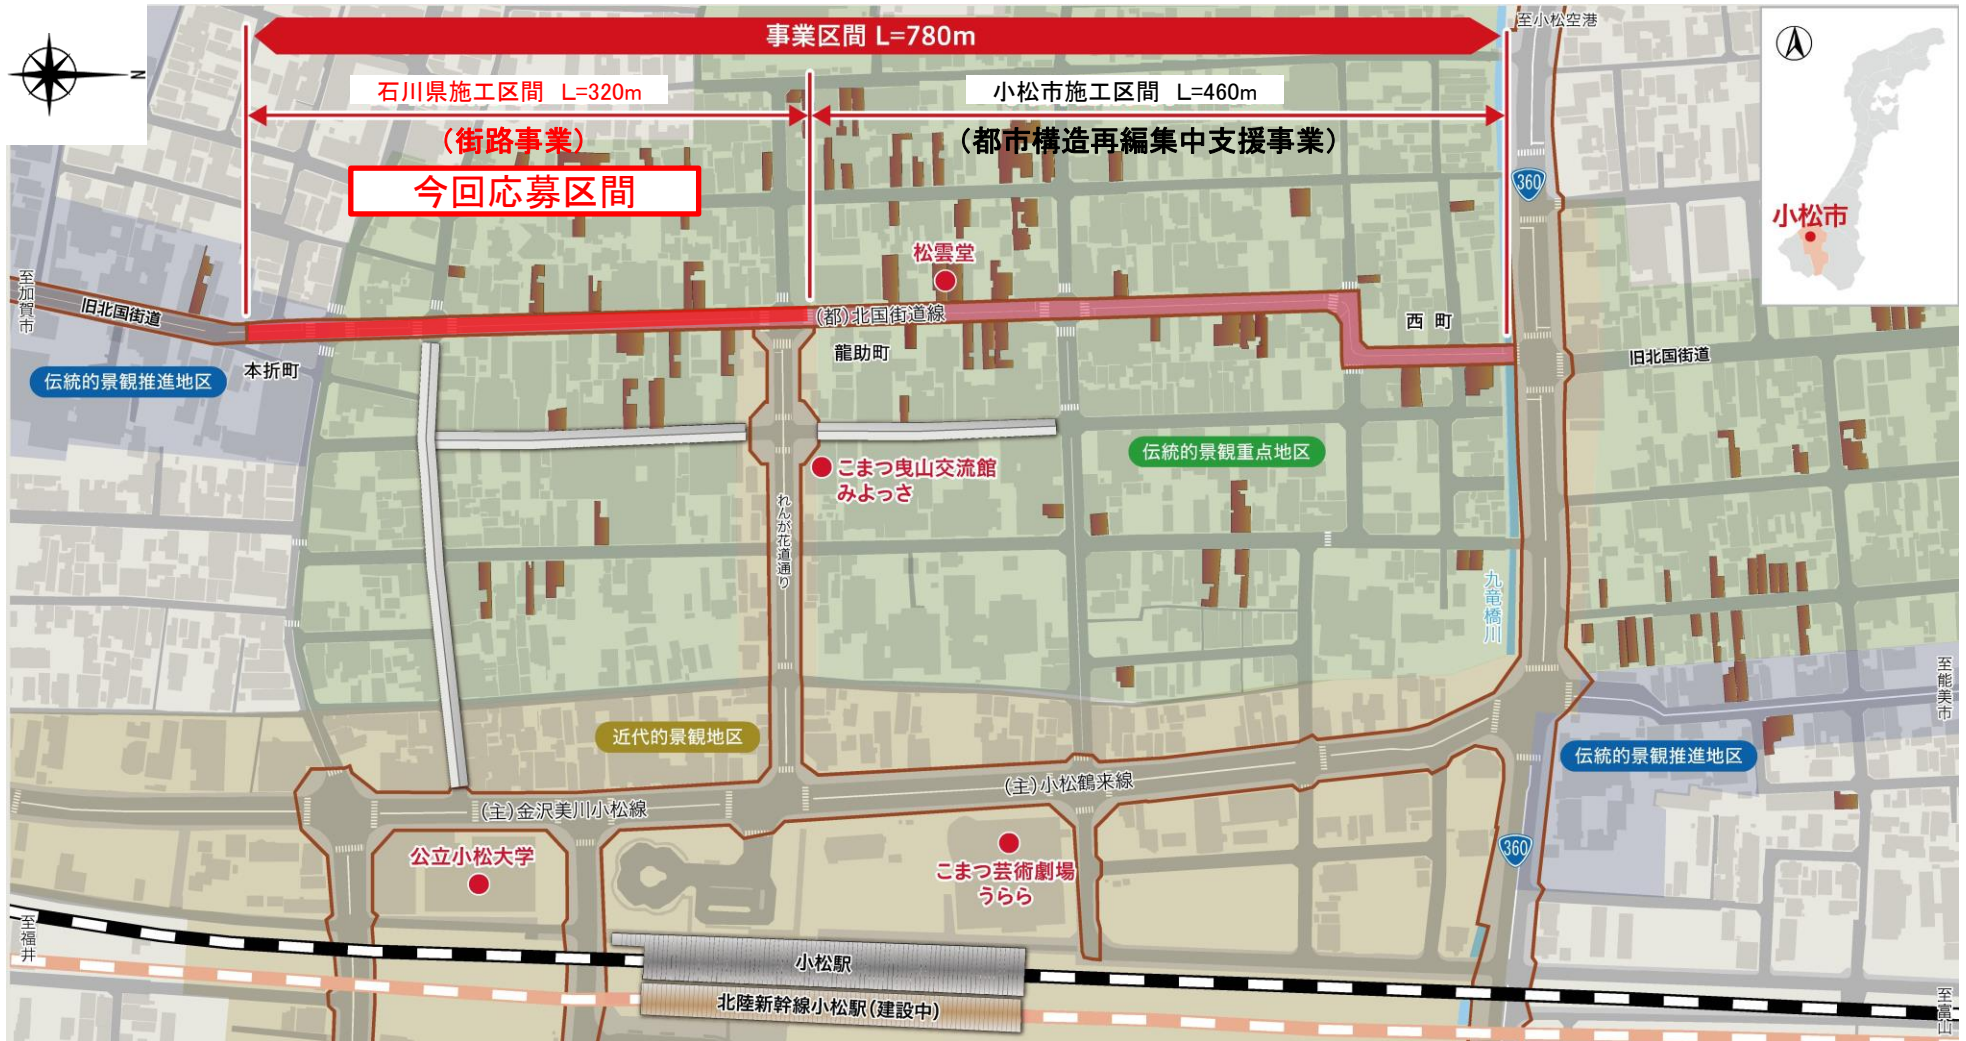 事業区間 L=780m
至小松空港
N
石川県施工区間 L=320m
小松市施工区間 L=460m
(街路事業)
(都市構造再編集中支援事業)
今回応募区間
360
小松市
松雲堂
至加賀市
旧北国街道
(都)北国街道線
西町
本折町
龍助町
旧北国街道
伝統的景観推進地区
伝統的景観重点地区
こまつ曳山交流館
みよっさ
れんが花道通り
九竜橋川
至能美市
近代的景観地区
伝統的景観推進地区
(主)小松鶴来線
(主)金沢美川小松線
公立小松大学
こまつ芸術劇場
うらら
360
至福井
小松駅
北陸新幹線小松駅(建設中)
至富山